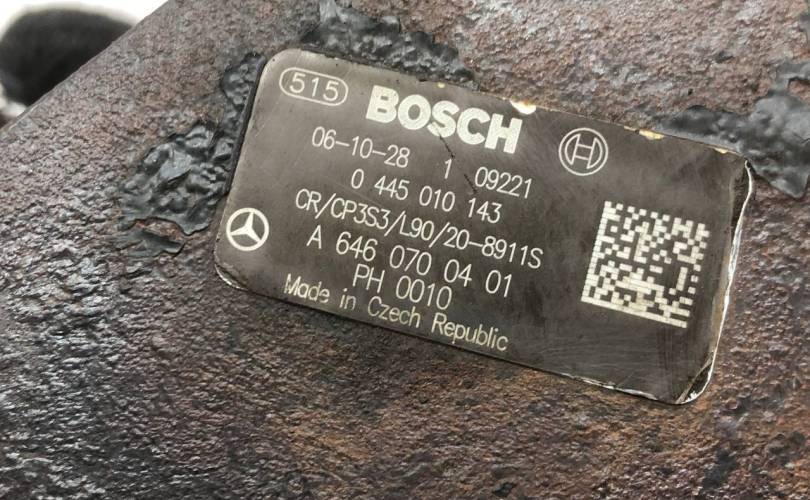 515 BOSCH
06-10-28 1 09221
0 445 010 143
CR/CP3S3/L90/20-8911S
A 646 070 04 01
PH 0010
Made in Czech Republic